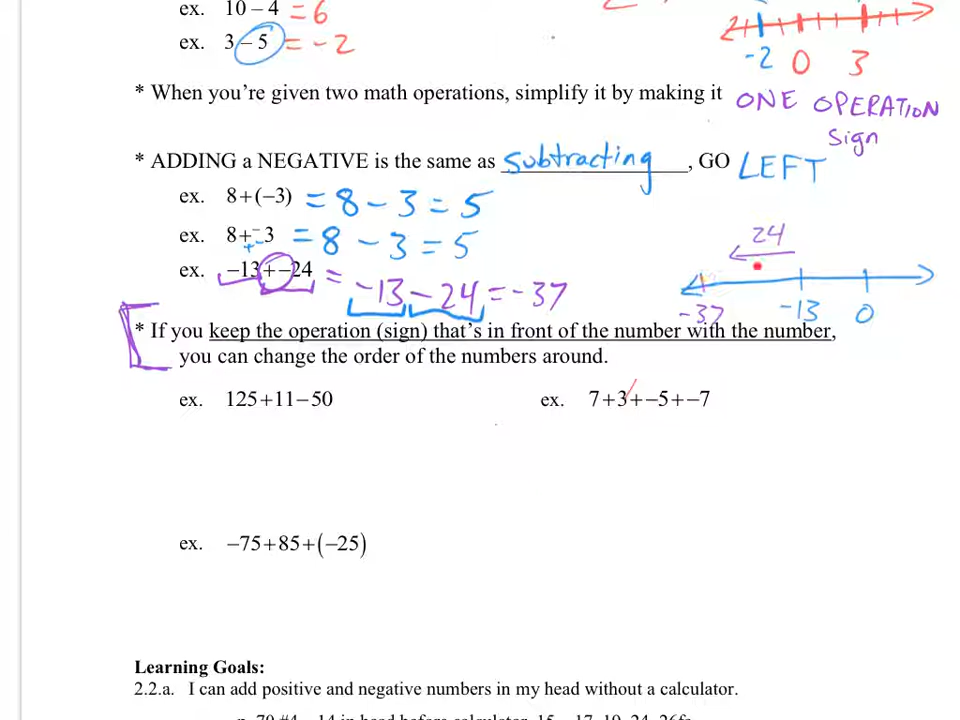 ex. 10 – 4 = 6
ex. 3 – 5 = -2
-2 0 3
* When you're given two math operations, simplify it by making it ONE OPERATION sign
* ADDING a NEGATIVE is the same as subtracting, GO LEFT
ex. 8+(−3) = 8 - 3 = 5
ex. 8+⁻3 = 8 - 3 = 5
+-
24
ex. −13+−24 = -13 - 24 = -37
-37 -13 0
* If you keep the operation (sign) that's in front of the number with the number,
you can change the order of the numbers around.
ex. 125+11−50 ex. 7+3+−5+−7
ex. −75+85+(−25)
Learning Goals:
2.2.a. I can add positive and negative numbers in my head without a calculator.